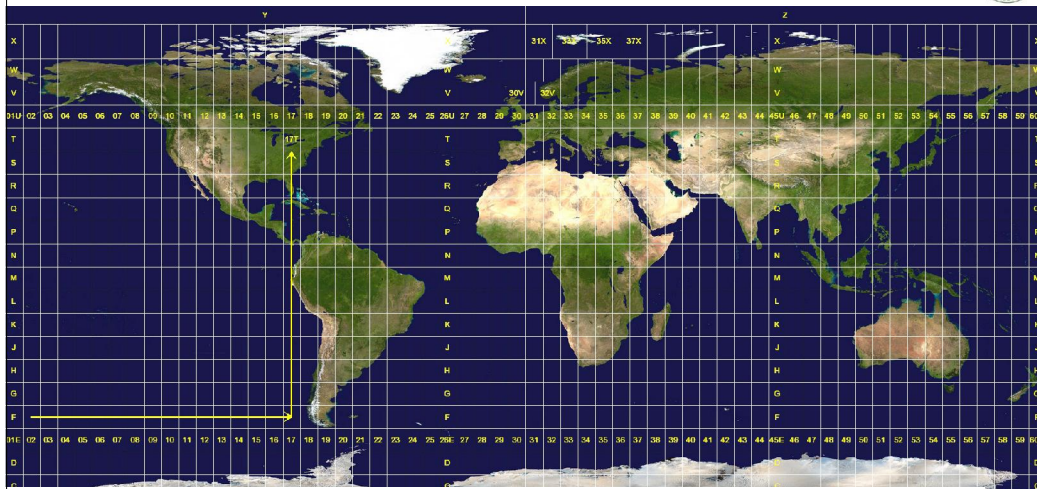 Y Z
X X 31X 33X 35X 37X X X
W W W W
V V 30V 32V V V
01U 02 03 04 05 06 07 08 09 10 11 12 13 14 15 16 17 18 19 20 21 22 23 24 25 26U 27 28 29 30 31 32 33 34 35 36 37 38 39 40 41 42 43 44 45U 46 47 48 49 50 51 52 53 54 55 56 57 58 59
T 17T T T T
S S S S
R R R R
Q Q Q Q
P P P P
N N N N
M M M M
L L L L
K K K K
J J J J
H H H H
G G G G
F F F F
01E 02 03 04 05 06 07 08 09 10 11 12 13 14 15 16 17 18 19 20 21 22 23 24 25 26E 27 28 29 30 31 32 33 34 35 36 37 38 39 40 41 42 43 44 45E 46 47 48 49 50 51 52 53 54 55 56 57 58 59
D D D
C C